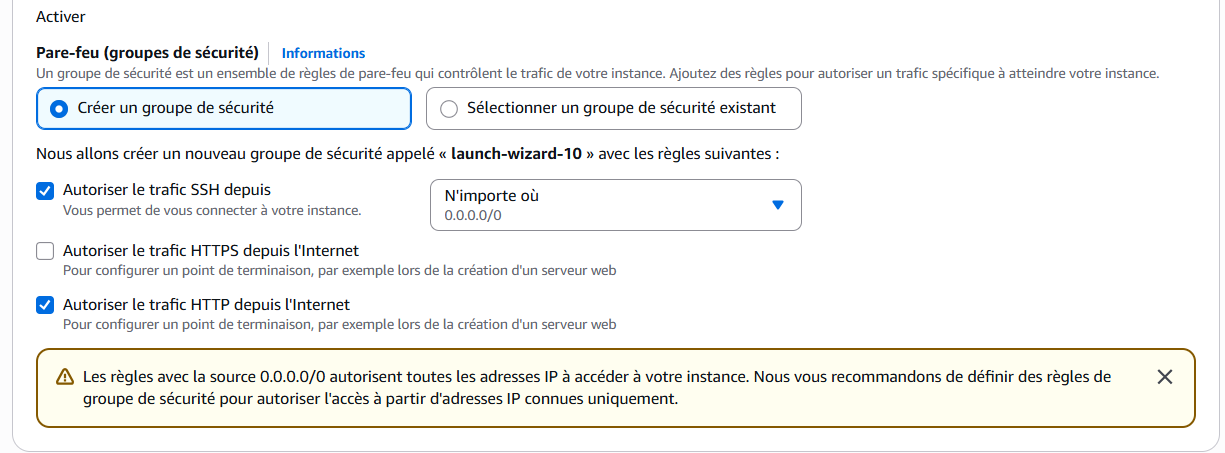 Activer
Pare-feu (groupes de sécurité) Informations
Un groupe de sécurité est un ensemble de règles de pare-feu qui contrôlent le trafic de votre instance. Ajoutez des règles pour autoriser un trafic spécifique à atteindre votre instance.
Créer un groupe de sécurité
Sélectionner un groupe de sécurité existant
Nous allons créer un nouveau groupe de sécurité appelé « launch-wizard-10 » avec les règles suivantes :
Autoriser le trafic SSH depuis
Vous permet de vous connecter à votre instance.
N'importe où
0.0.0.0/0
Autoriser le trafic HTTPS depuis l'Internet
Pour configurer un point de terminaison, par exemple lors de la création d'un serveur web
Autoriser le trafic HTTP depuis l'Internet
Pour configurer un point de terminaison, par exemple lors de la création d'un serveur web
Les règles avec la source 0.0.0.0/0 autorisent toutes les adresses IP à accéder à votre instance. Nous vous recommandons de définir des règles de
groupe de sécurité pour autoriser l'accès à partir d'adresses IP connues uniquement.